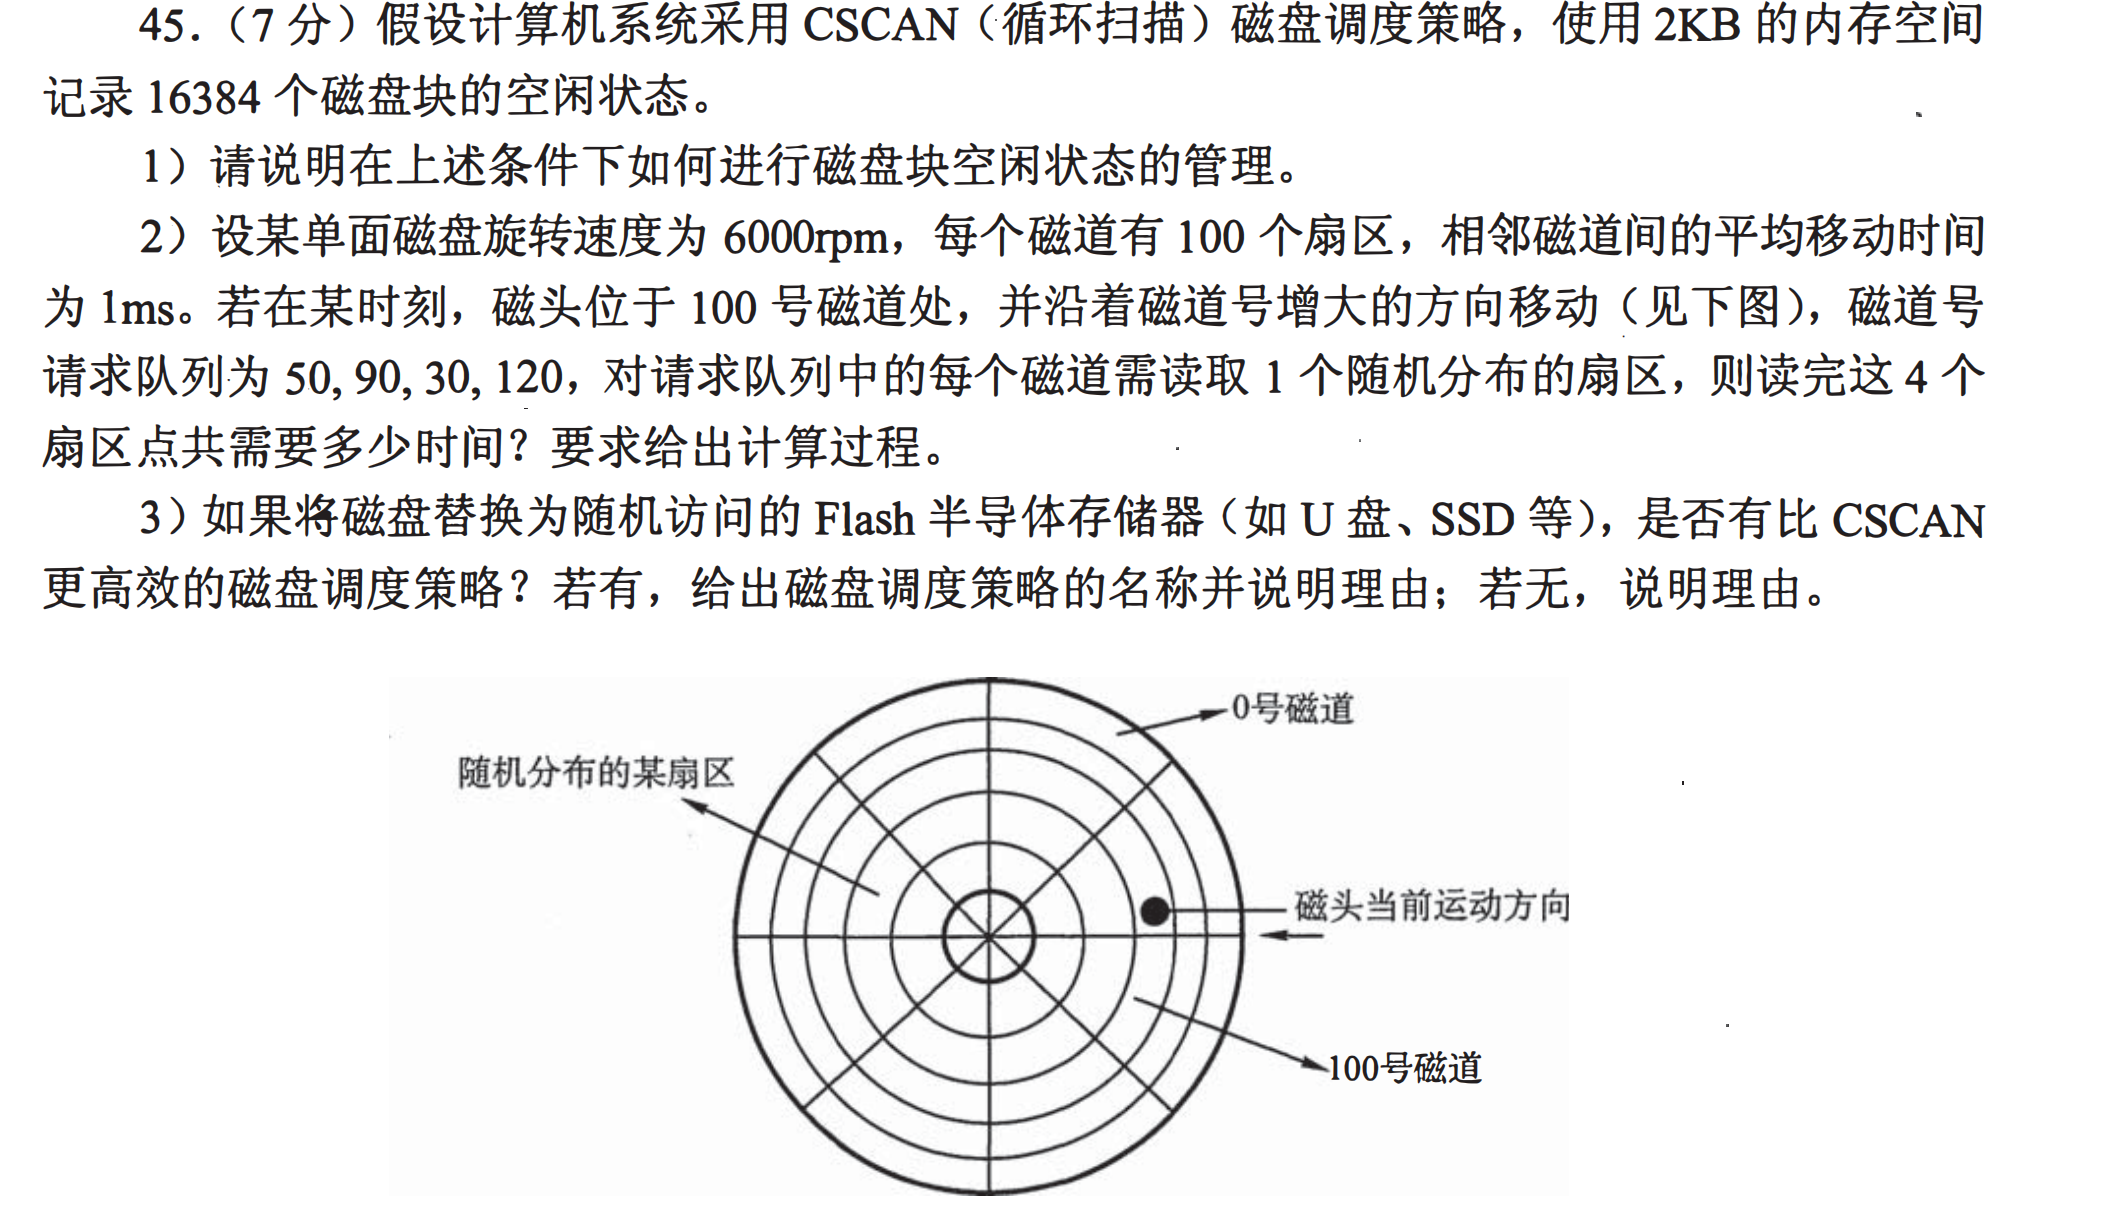 45.（7 分）假设计算机系统采用 CSCAN（循环扫描）磁盘调度策略，使用 2KB 的内存空间
记录 16384 个磁盘块的空闲状态。
1）请说明在上述条件下如何进行磁盘块空闲状态的管理。
2）设某单面磁盘旋转速度为 6000rpm，每个磁道有 100 个扇区，相邻磁道间的平均移动时间
为 1ms。若在某时刻，磁头位于 100 号磁道处，并沿着磁道号增大的方向移动（见下图），磁道号
请求队列为 50, 90, 30, 120，对请求队列中的每个磁道需读取 1 个随机分布的扇区，则读完这 4 个
扇区点共需要多少时间？要求给出计算过程。
3）如果将磁盘替换为随机访问的 Flash 半导体存储器（如 U 盘、SSD 等），是否有比 CSCAN
更高效的磁盘调度策略？若有，给出磁盘调度策略的名称并说明理由；若无，说明理由。
0号磁道
随机分布的某扇区
磁头当前运动方向
100号磁道